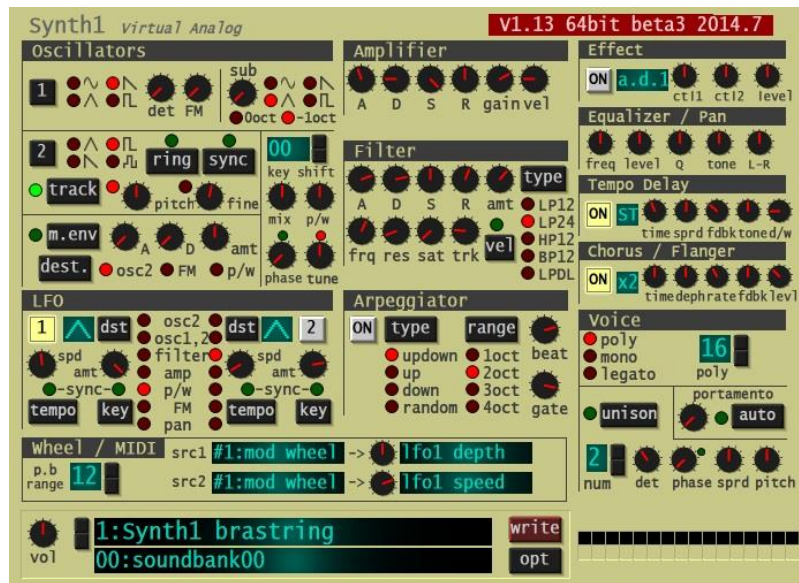 Synth1 Virtual Analog
V1.13 64bit beta3 2014.7
Oscillators
1
det FM
sub
0oct -1oct
2
ring sync
00
key shift
track
pitch fine
mix p/w
m.env
A D amt
dest.
osc2 FM p/w
phase tune
Amplifier
A D S R gain vel
Filter
A D S R amt
type
LP12
LP24
HP12
BP12
LPDL
frq res sat trk
vel
Effect
ON a.d.1
ctl1 ctl2 level
Equalizer / Pan
freq level Q tone L-R
Tempo Delay
ON ST
time sprd fdbk tone d/w
Chorus / Flanger
ON x2
time deph rate fdbk levl
LFO
1 dst
spd
amt
-sync-
tempo key
osc2
osc1,2
filter
amp
p/w
FM
pan
dst 2
spd
amt
-sync-
tempo key
Arpeggiator
ON type range
beat
updown
up
down
random
1oct
2oct
3oct
4oct
gate
Voice
poly
mono
legato
16
poly
portamento
unison
auto
2
num det phase sprd pitch
Wheel / MIDI
p.b
range
12
src1 #1:mod wheel -> lfo1 depth
src2 #1:mod wheel -> lfo1 speed
vol
1:Synth1 brastring
00:soundbank00
write
opt